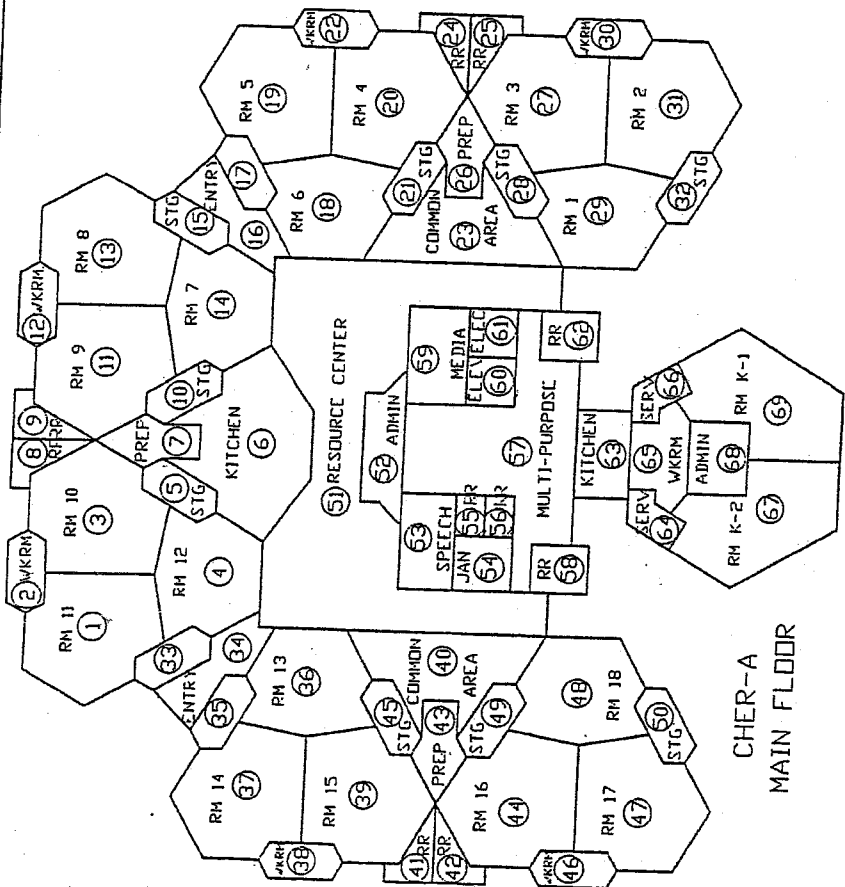 WKRM
22
RM 5
19
RM 4
20
RR
24
RR
25
WKRM
30
RM 3
27
RM 2
31
ENTRY
17
16
RM 6
18
STG
21
PREP
26
COMMON
AREA
23
STG
28
RM 1
29
STG
32
STG
15
RM 8
13
RM 7
14
12
WKRM
RM 9
11
STG
10
9
RR
8
RR
PREP
7
KITCHEN
6
STG
5
RM 10
3
RM 12
4
2
WKRM
RM 11
1
33
34
ENTRY
35
51
RESOURCE CENTER
52
ADMIN
59
MEDIA
ELEV
60
ELEC
61
RR
62
57
MULTI-PURPOSE
53
SPEECH
55
RR
56
JAN
54
RR
58
KITCHEN
63
SERV
66
65
WKRM
SERV
64
ADMIN
68
RM K-1
69
RM K-2
67
RM 13
36
RM 14
37
RM 15
39
WKRM
38
COMMON
AREA
40
STG
45
PREP
43
41
RR
42
RR
STG
49
48
RM 18
RM 16
44
RM 17
47
WKRM
46
STG
50
CHER-A
MAIN FLOOR